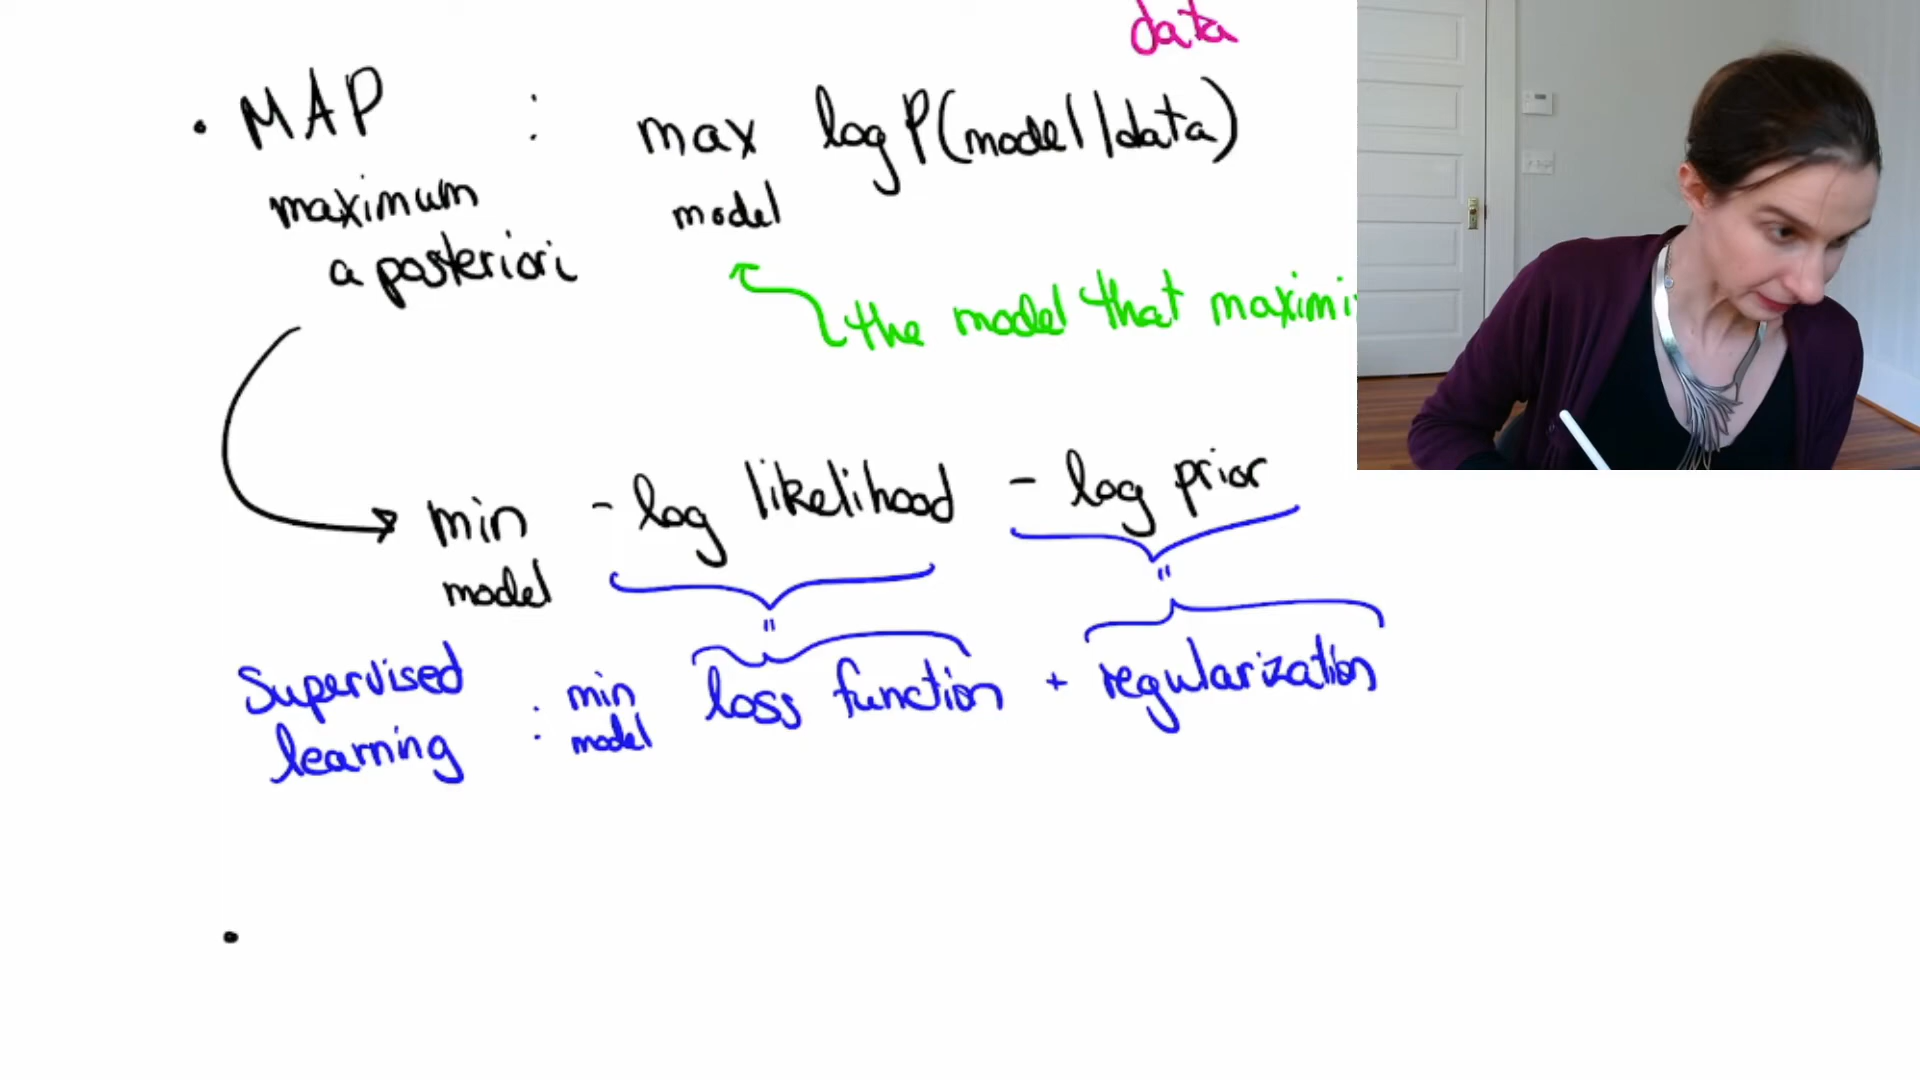 data
• MAP : max log P(model|data)
maximum model
a posteriori
the model that
min - log likelihood - log prior
model
"
"
Supervised : min loss function + regularization
learning model
•